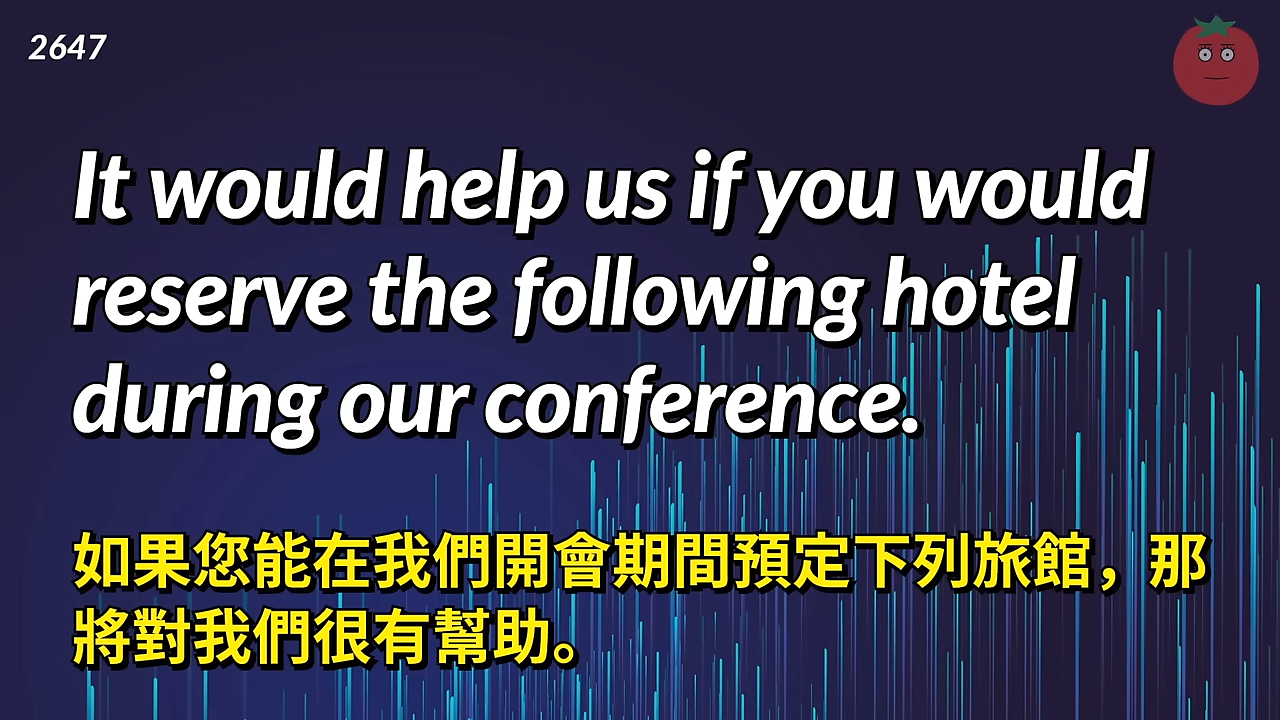 2647
It would help us if you would
reserve the following hotel
during our conference.
如果您能在我們開會期間預定下列旅館，那
將對我們很有幫助。